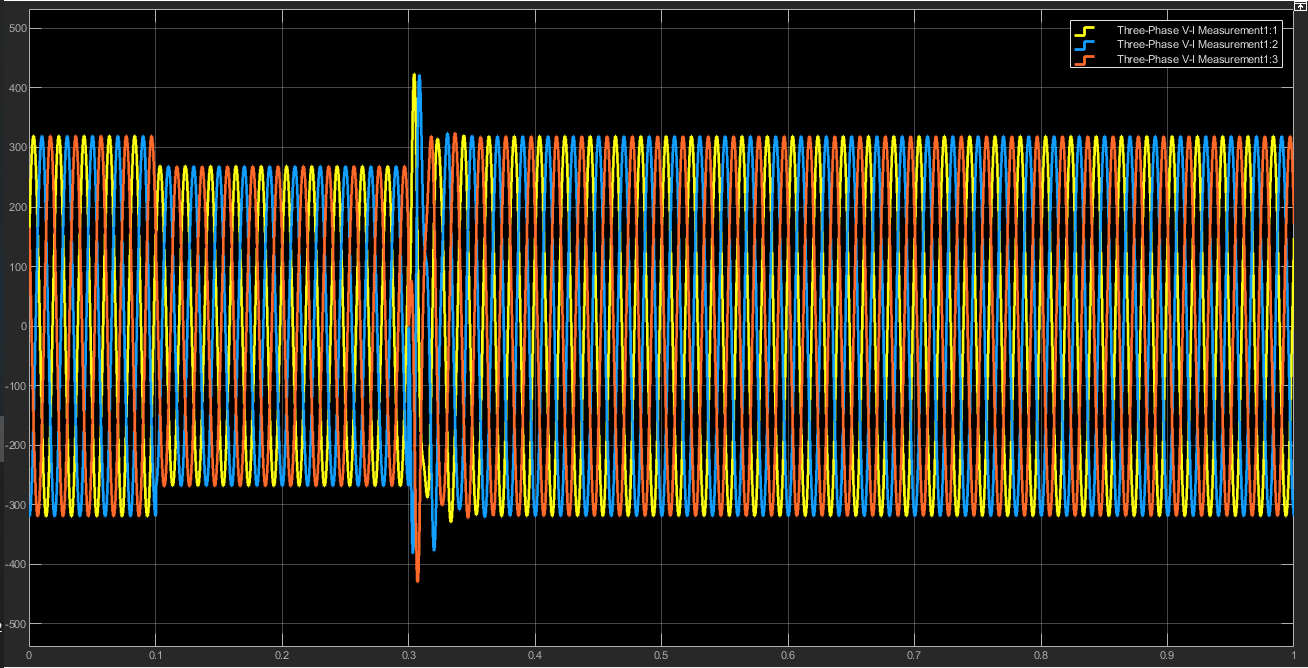 500
Three-Phase V-I Measurement1:1
Three-Phase V-I Measurement1:2
Three-Phase V-I Measurement1:3
400
300
200
100
0
-100
-200
-300
-400
-500
0 0.1 0.2 0.3 0.4 0.5 0.6 0.7 0.8 0.9 1